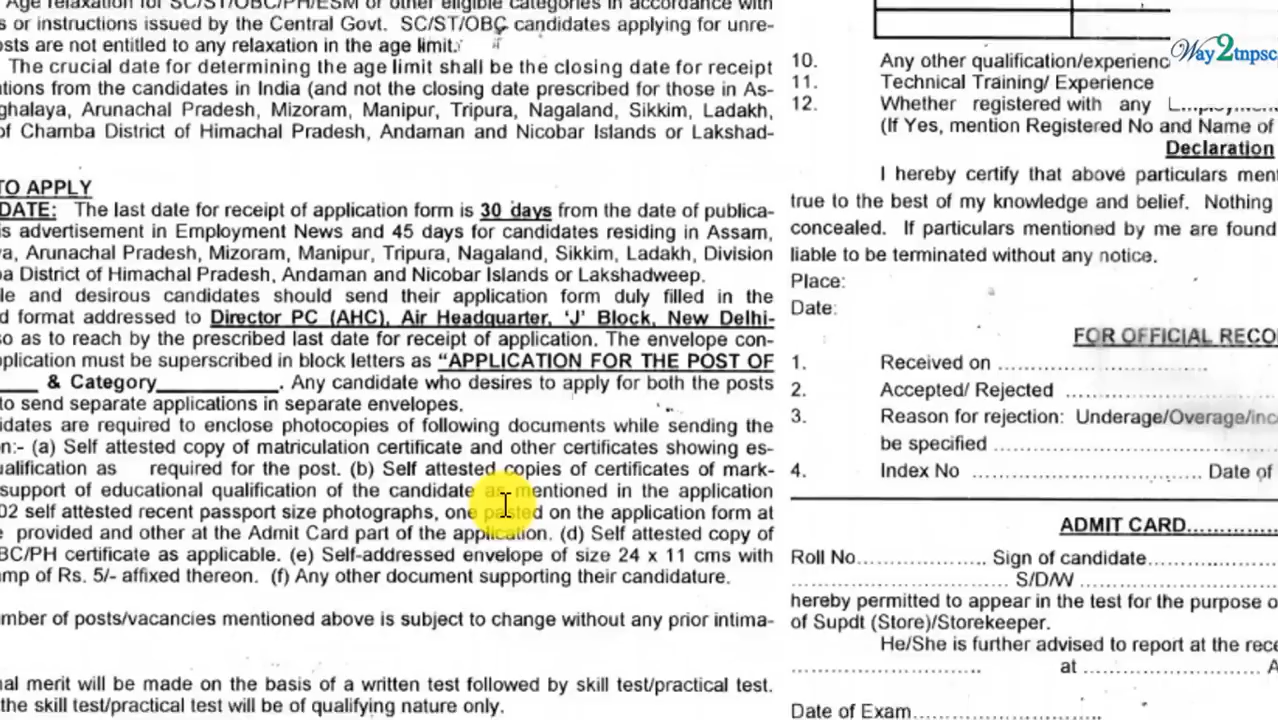 Age relaxation for SC/ST/OBC/PH/ESM or other eligible categories in accordance with
s or instructions issued by the Central Govt. SC/ST/OBC candidates applying for unre-
sts are not entitled to any relaxation in the age limit.
The crucial date for determining the age limit shall be the closing date for receipt
tions from the candidates in India (and not the closing date prescribed for those in As-
ghalaya, Arunachal Pradesh, Mizoram, Manipur, Tripura, Nagaland, Sikkim, Ladakh,
of Chamba District of Himachal Pradesh, Andaman and Nicobar Islands or Lakshad-
TO APPLY
DATE: The last date for receipt of application form is 30 days from the date of publica-
is advertisement in Employment News and 45 days for candidates residing in Assam,
ya, Arunachal Pradesh, Mizoram, Manipur, Tripura, Nagaland, Sikkim, Ladakh, Division
ba District of Himachal Pradesh, Andaman and Nicobar Islands or Lakshadweep.
le and desirous candidates should send their application form duly filled in the
d format addressed to Director PC (AHC), Air Headquarter, 'J' Block, New Delhi-
so as to reach by the prescribed last date for receipt of application. The envelope con-
pplication must be superscribed in block letters as "APPLICATION FOR THE POST OF
_____ & Category__________. Any candidate who desires to apply for both the posts
to send separate applications in separate envelopes.
idates are required to enclose photocopies of following documents while sending the
n:- (a) Self attested copy of matriculation certificate and other certificates showing es-
ualification as required for the post. (b) Self attested copies of certificates of mark-
support of educational qualification of the candidate as mentioned in the application
02 self attested recent passport size photographs, one pasted on the application form at
e provided and other at the Admit Card part of the application. (d) Self attested copy of
BC/PH certificate as applicable. (e) Self-addressed envelope of size 24 x 11 cms with
mp of Rs. 5/- affixed thereon. (f) Any other document supporting their candidature.
mber of posts/vacancies mentioned above is subject to change without any prior intima-
nal merit will be made on the basis of a written test followed by skill test/practical test.
the skill test/practical test will be of qualifying nature only.
Way2tnpsc
10. Any other qualification/experienc
11. Technical Training/ Experience
12. Whether registered with any Employment
(If Yes, mention Registered No and Name of
Declaration
I hereby certify that above particulars ment
true to the best of my knowledge and belief. Nothing
concealed. If particulars mentioned by me are found
liable to be terminated without any notice.
Place:
Date:
FOR OFFICIAL RECO
1. Received on ................................
2. Accepted/ Rejected ................................
3. Reason for rejection: Underage/Overage/inc
be specified ................................
4. Index No ................................ Date of
ADMIT CARD................
Roll No................ Sign of candidate................
................................ S/D/W ................................
hereby permitted to appear in the test for the purpose o
of Supdt (Store)/Storekeeper.
He/She is further advised to report at the rece
................................ at ........................ A
Date of Exam................................